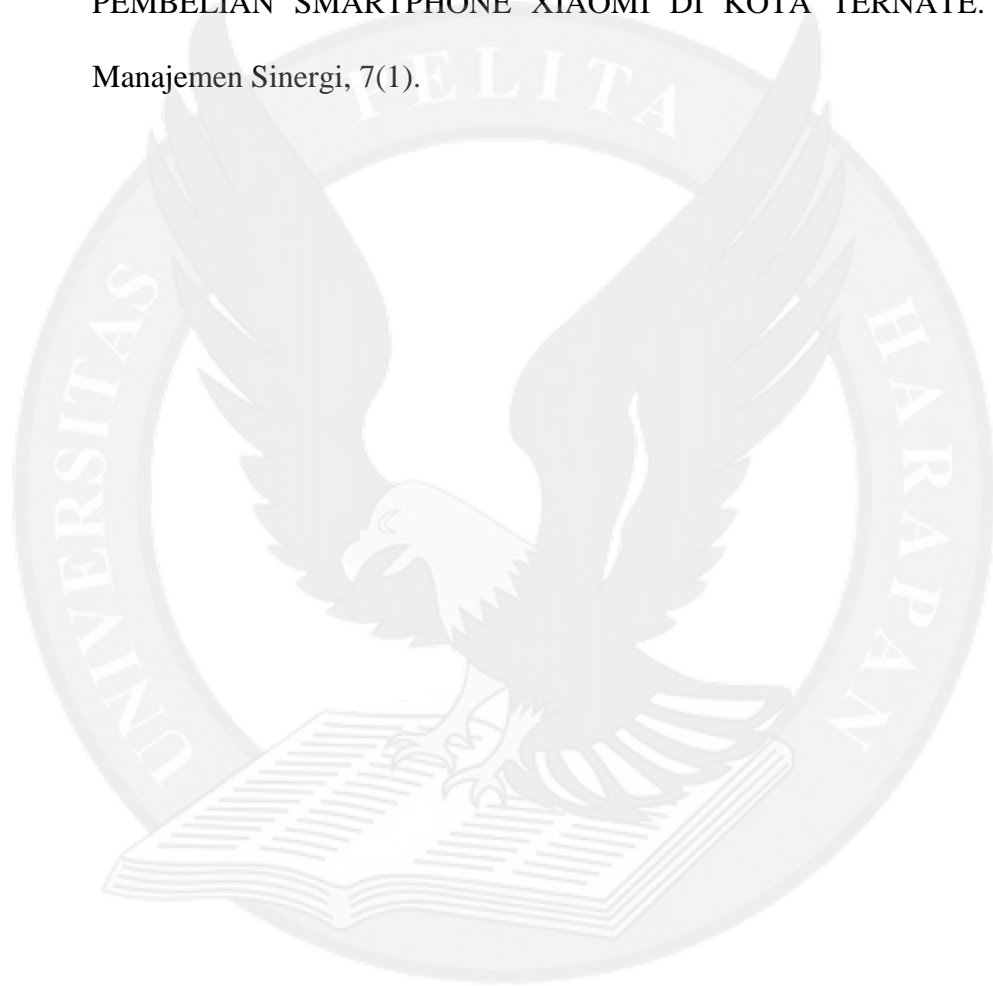 PEMBELIAN SMARTPHONE XIAOMI DI KOTA TERNATE.
Manajemen Sinergi, 7(1).
UNIVERSITAS PELITA HARAPAN